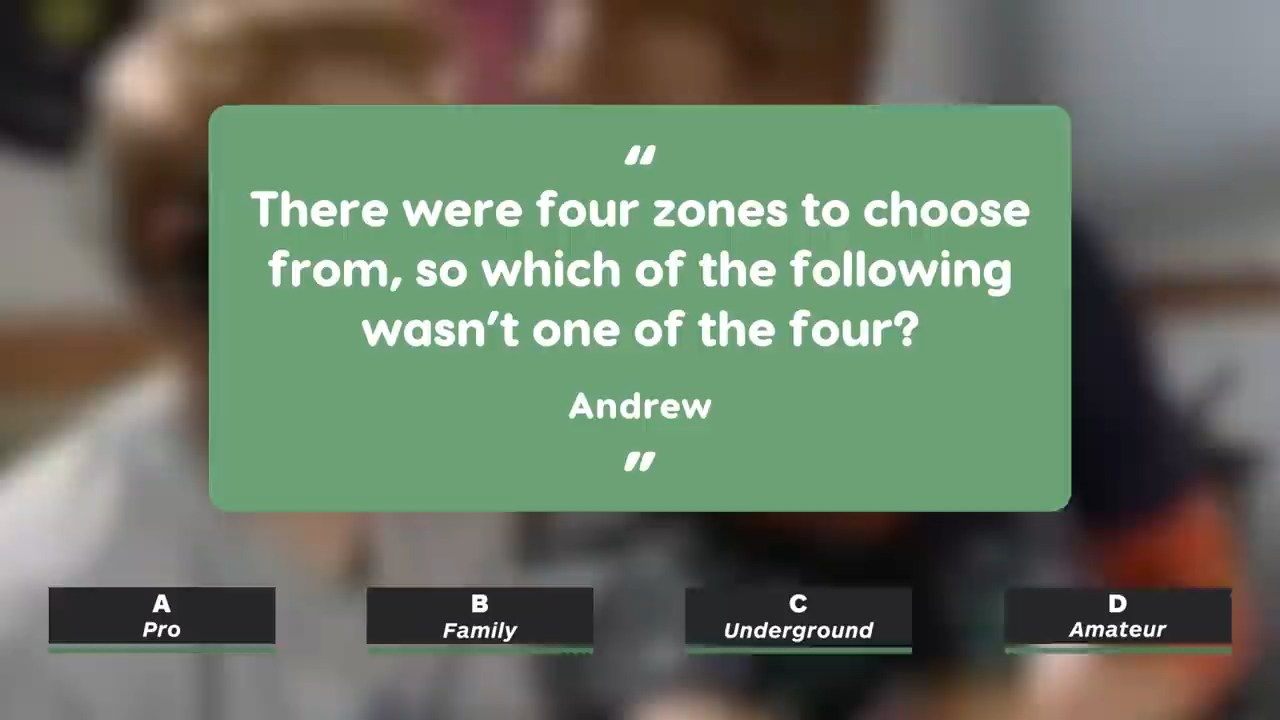 “
There were four zones to choose
from, so which of the following
wasn’t one of the four?
Andrew
”
A
Pro
B
Family
C
Underground
D
Amateur